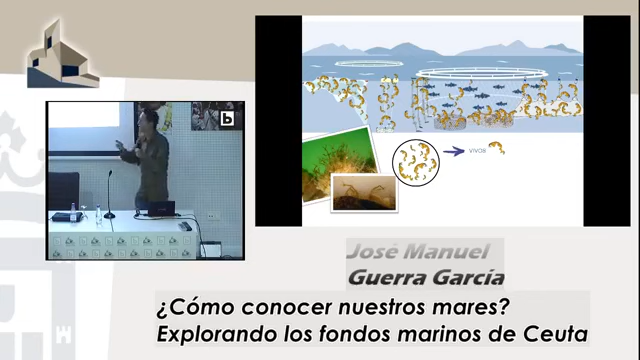 b
VIVOS
José Manuel
Guerra García
¿Cómo conocer nuestros mares?
Explorando los fondos marinos de Ceuta